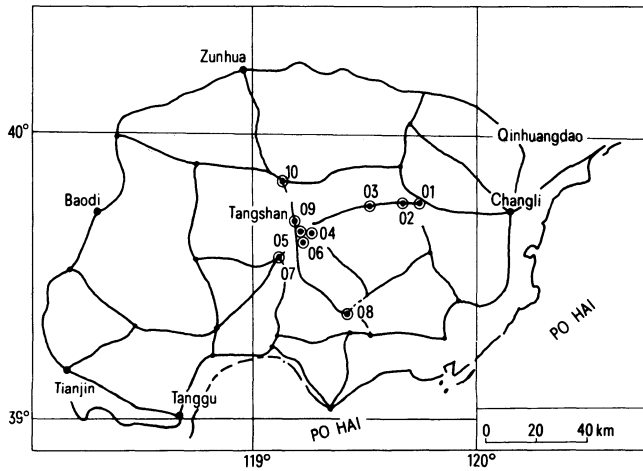 Zunhua
40°
Qinhuangdao
10
03
01
Baodi
09
02
Changli
Tangshan
04
05
06
07
08
PO HAI
Tianjin
Tanggu
39°
PO HAI
0 20 40 km
119°
120°